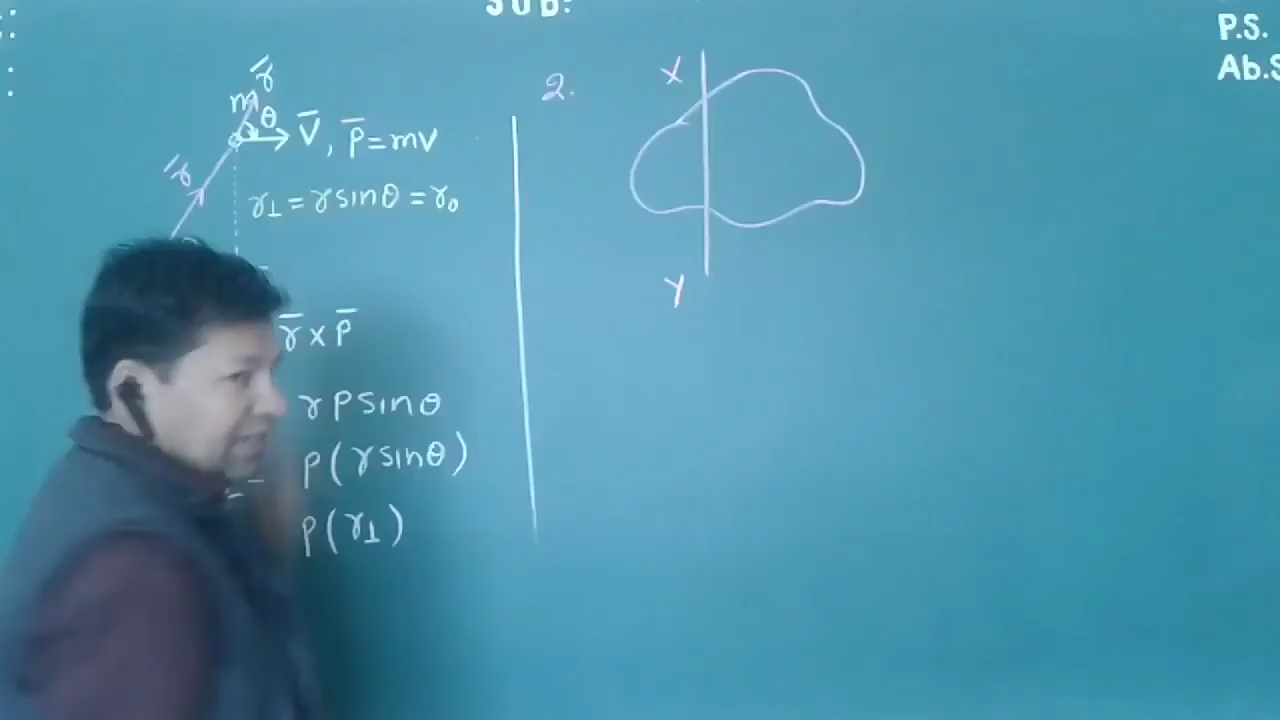 SUB:
P.S.
Ab.S
r̄
m
θ
V̄, p̄=mV
r̄
r⊥ = r sinθ = r₀
r̄ × p̄
r p sinθ
p(r sinθ)
p(r⊥)
2.
X
Y